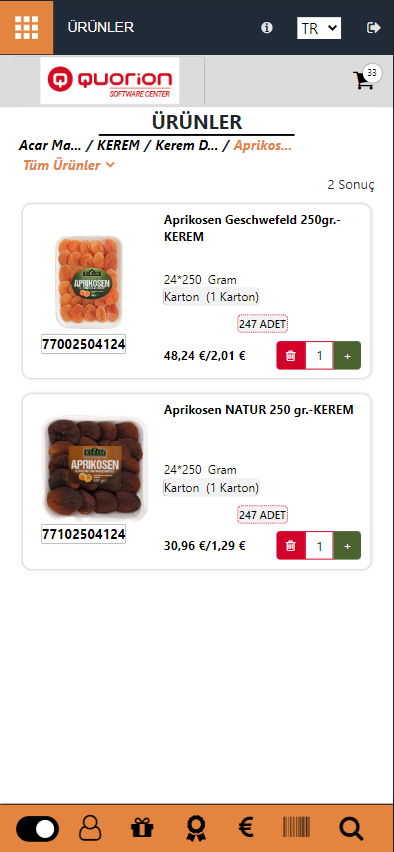 ÜRÜNLER
TR
QUORION
SOFTWARE CENTER
33
ÜRÜNLER
Acar Ma... / KEREM / Kerem D... / Aprikos...
Tüm Ürünler
2 Sonuç
Aprikosen Geschwefeld 250gr.-
KEREM
APRIKOSEN
24*250 Gram
Karton (1 Karton)
247 ADET
77002504124
48,24 €/2,01 €
1 +
Aprikosen NATUR 250 gr.-KEREM
APRIKOSEN
24*250 Gram
Karton (1 Karton)
247 ADET
77102504124
30,96 €/1,29 €
1 +
€